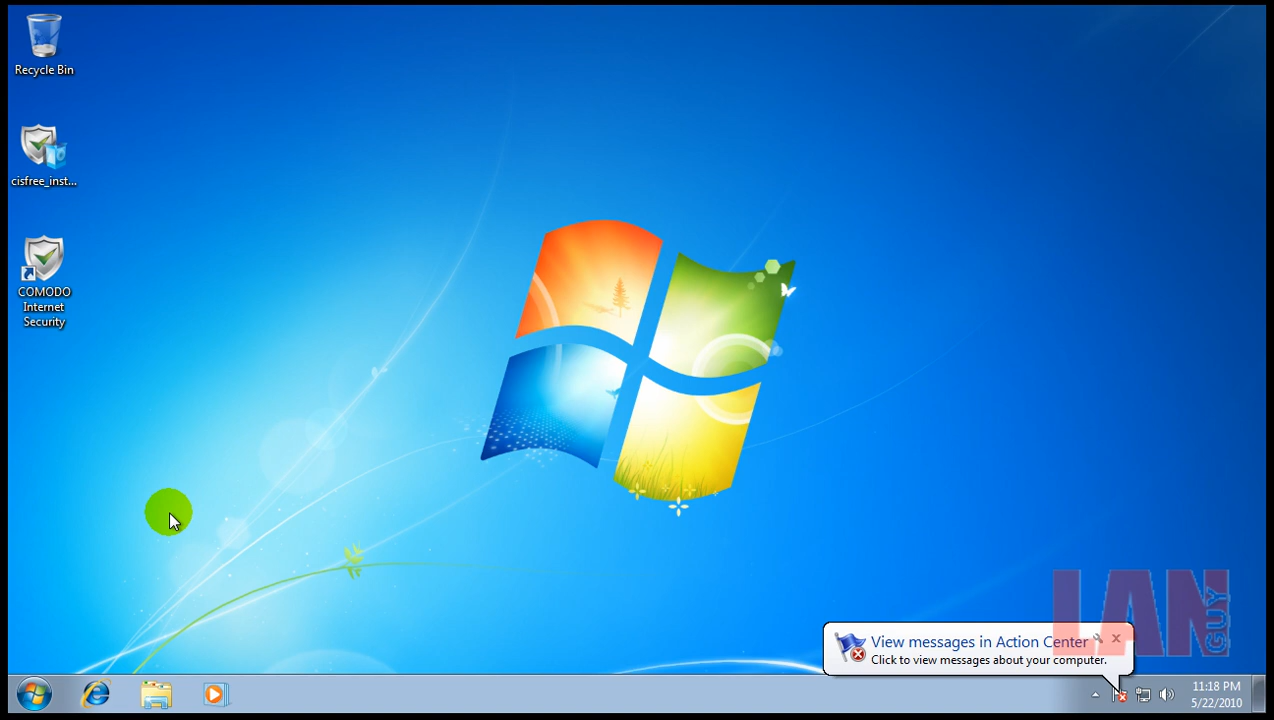 Recycle Bin
cisfree_inst...
COMODO
Internet
Security
LAN
GUY
View messages in Action Center
Click to view messages about your computer.
11:18 PM
5/22/2010